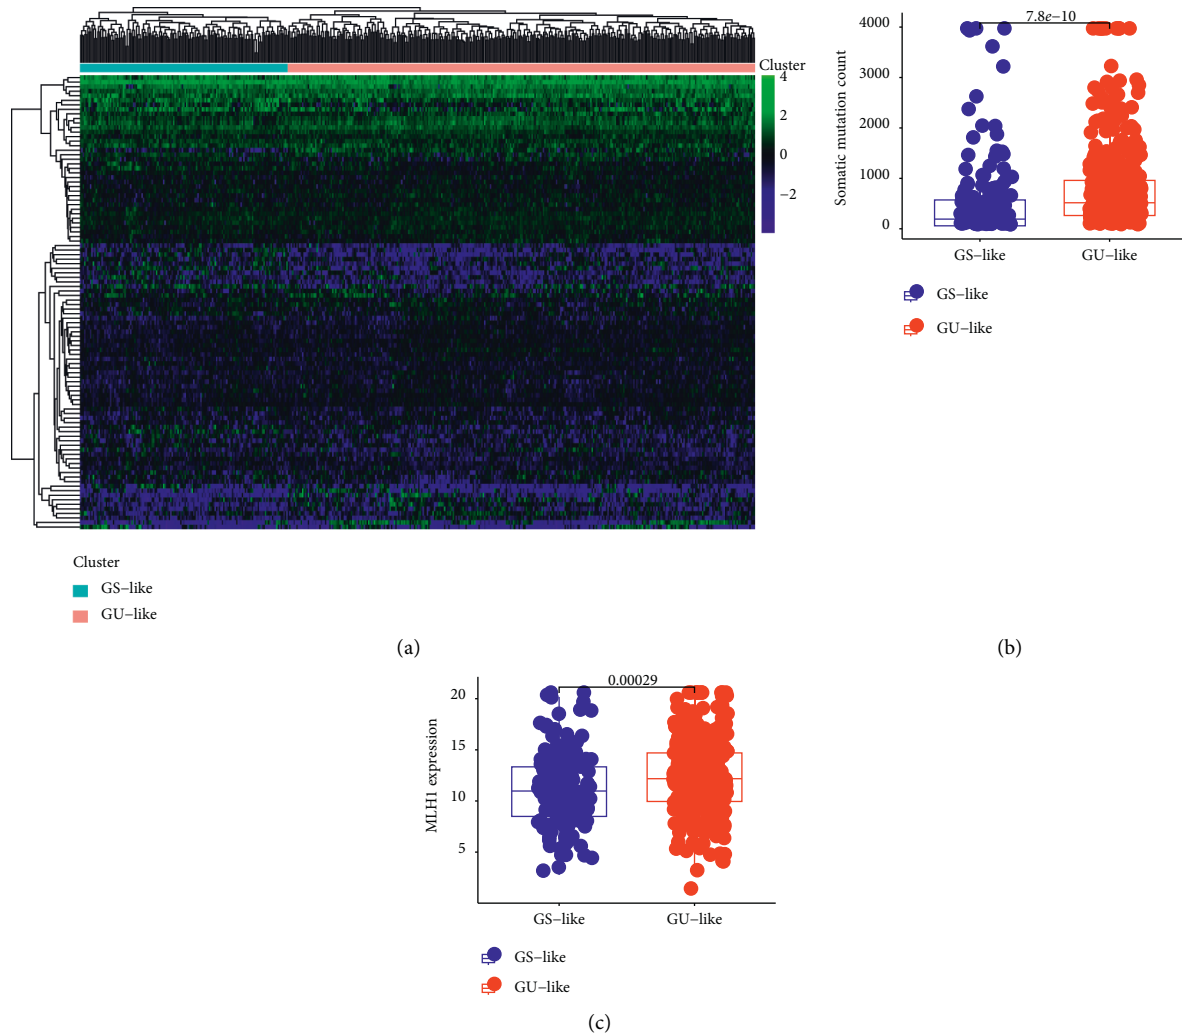 Cluster
4
2
0
−2
Cluster
GS−like
GU−like
(a)
7.8e−10
4000
3000
2000
1000
0
Somatic mutation count
GS−like
GU−like
GS−like
GU−like
(b)
0.00029
20
15
10
5
MLH1 expression
GS−like
GU−like
GS−like
GU−like
(c)